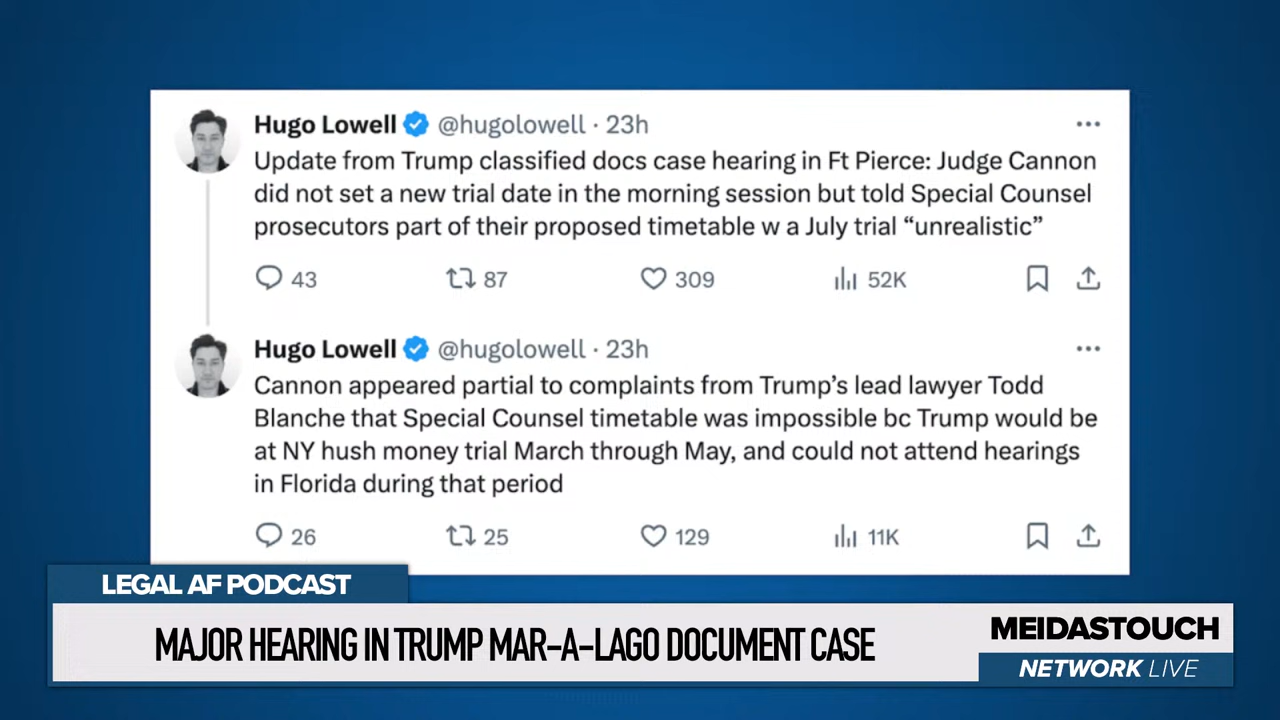 Hugo Lowell @hugolowell · 23h
Update from Trump classified docs case hearing in Ft Pierce: Judge Cannon
did not set a new trial date in the morning session but told Special Counsel
prosecutors part of their proposed timetable w a July trial “unrealistic”
43 87 309 52K
Hugo Lowell @hugolowell · 23h
Cannon appeared partial to complaints from Trump’s lead lawyer Todd
Blanche that Special Counsel timetable was impossible bc Trump would be
at NY hush money trial March through May, and could not attend hearings
in Florida during that period
26 25 129 11K
LEGAL AF PODCAST
MAJOR HEARING IN TRUMP MAR-A-LAGO DOCUMENT CASE
MEIDASTOUCH
NETWORK LIVE